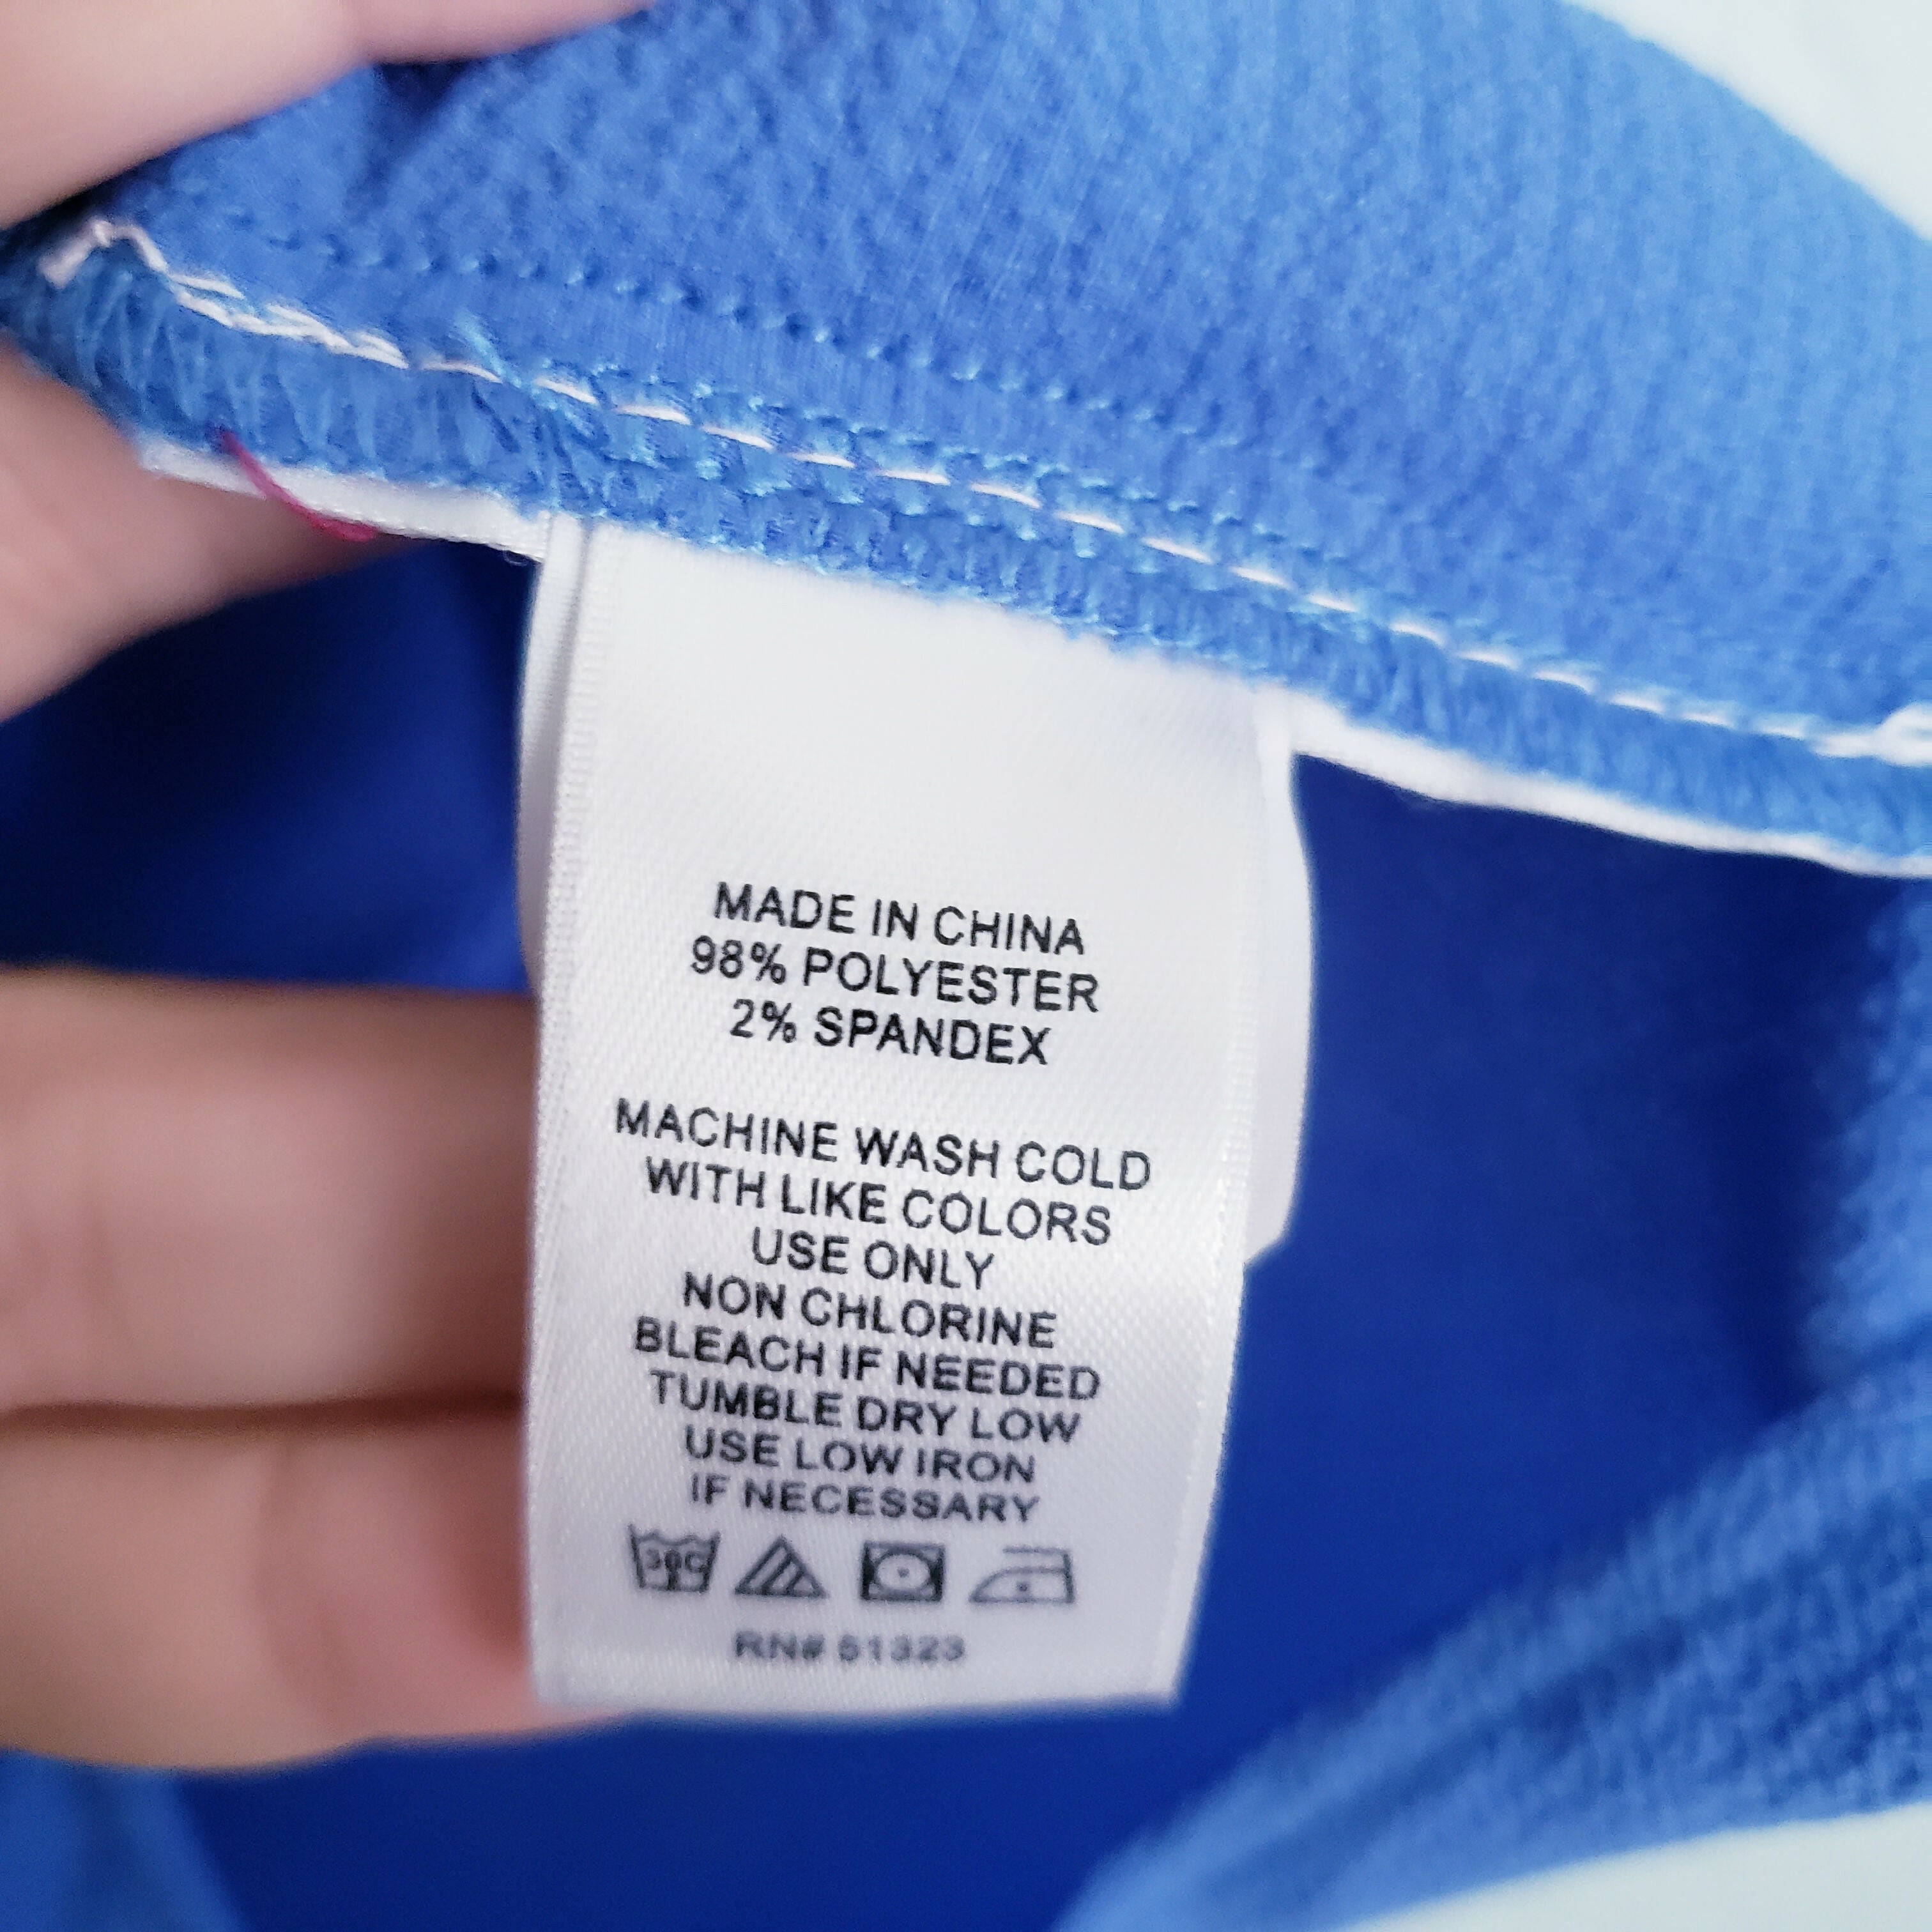 MADE IN CHINA
98% POLYESTER
2% SPANDEX
MACHINE WASH COLD
WITH LIKE COLORS
USE ONLY
NON CHLORINE
BLEACH IF NEEDED
TUMBLE DRY LOW
USE LOW IRON
IF NECESSARY
30C
RN# 51323